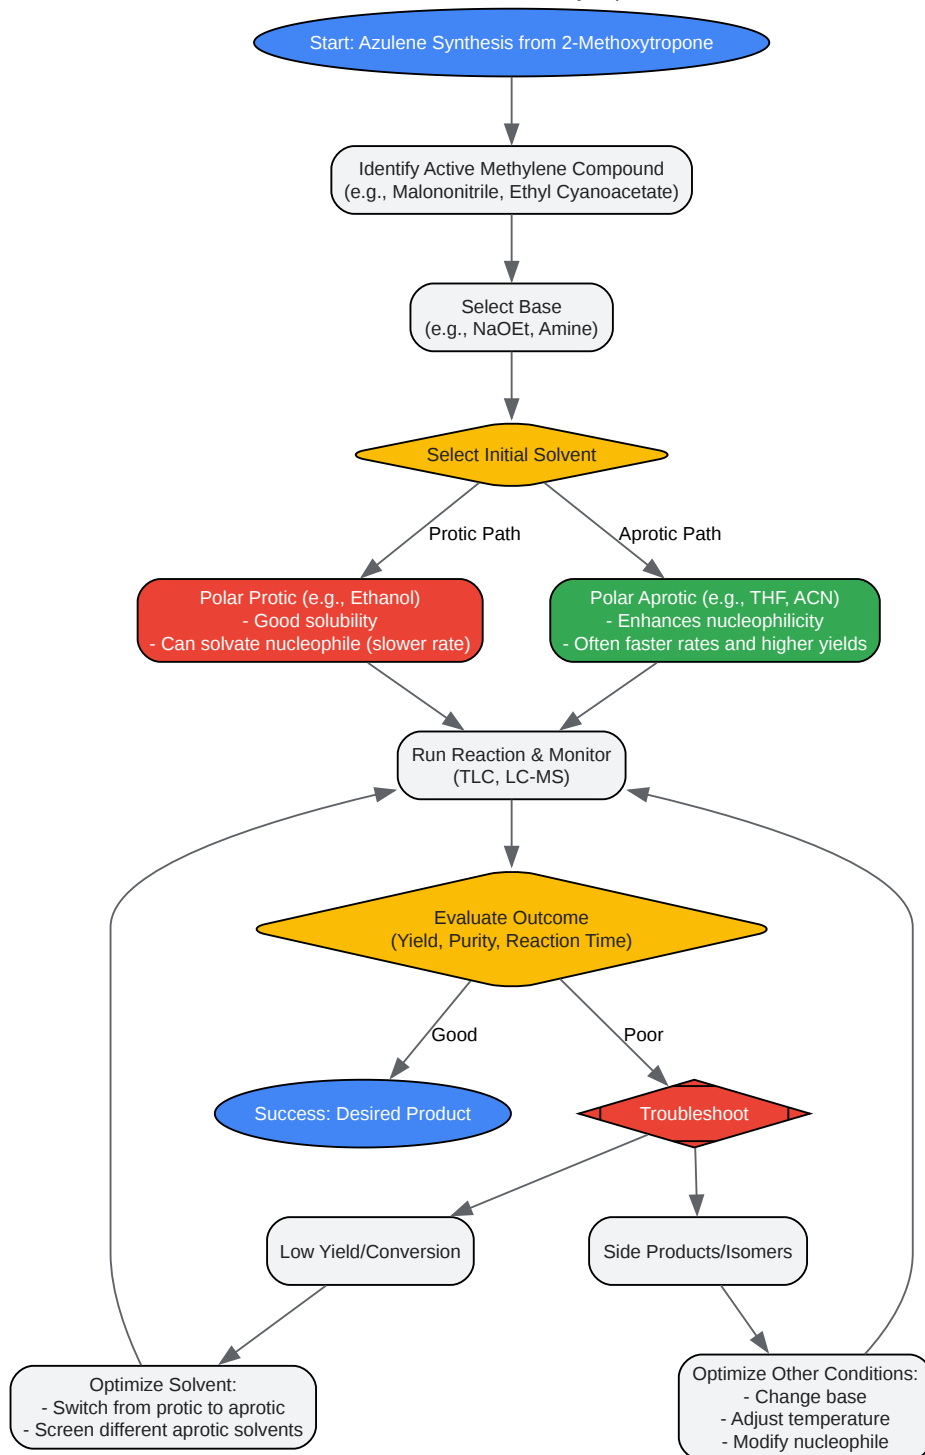 Start: Azulene Synthesis from 2-Methoxytropone
Identify Active Methylene Compound
(e.g., Malononitrile, Ethyl Cyanoacetate)
Select Base
(e.g., NaOEt, Amine)
Select Initial Solvent
Protic Path
Aprotic Path
Polar Protic (e.g., Ethanol)
- Good solubility
- Can solvate nucleophile (slower rate)
Polar Aprotic (e.g., THF, ACN)
- Enhances nucleophilicity
- Often faster rates and higher yields
Run Reaction & Monitor
(TLC, LC-MS)
Evaluate Outcome
(Yield, Purity, Reaction Time)
Good
Poor
Success: Desired Product
Troubleshoot
Low Yield/Conversion
Side Products/Isomers
Optimize Solvent:
- Switch from protic to aprotic
- Screen different aprotic solvents
Optimize Other Conditions:
- Change base
- Adjust temperature
- Modify nucleophile